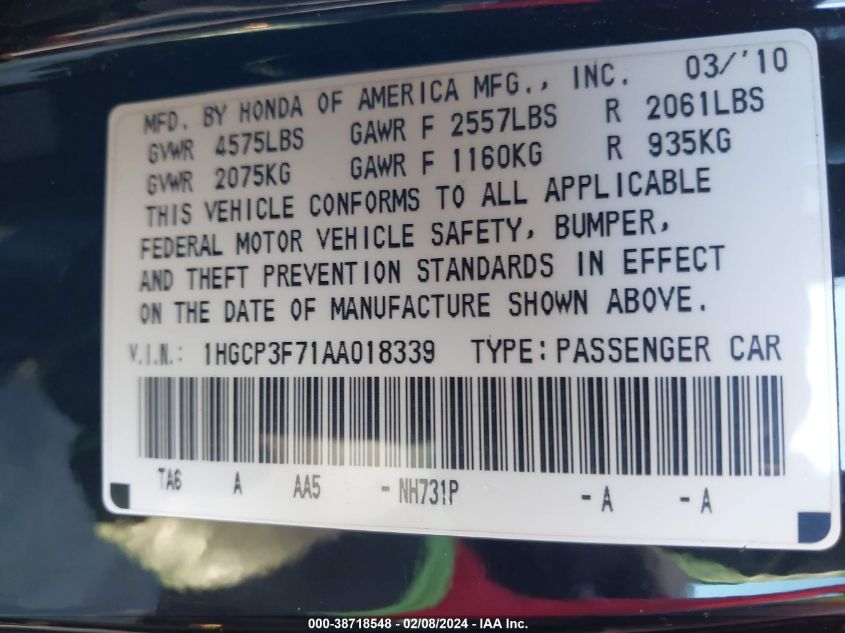 MFD. BY HONDA OF AMERICA MFG., INC. 03/'10
GVWR 4575LBS GAWR F 2557LBS R 2061LBS
GVWR 2075KG GAWR F 1160KG R 935KG
THIS VEHICLE CONFORMS TO ALL APPLICABLE
FEDERAL MOTOR VEHICLE SAFETY, BUMPER,
AND THEFT PREVENTION STANDARDS IN EFFECT
ON THE DATE OF MANUFACTURE SHOWN ABOVE.
V.I.N.: 1HGCP3F71AA018339 TYPE:PASSENGER CAR
TA6 A AA5 -NH731P -A -A
000-38718548 - 02/08/2024 - IAA Inc.